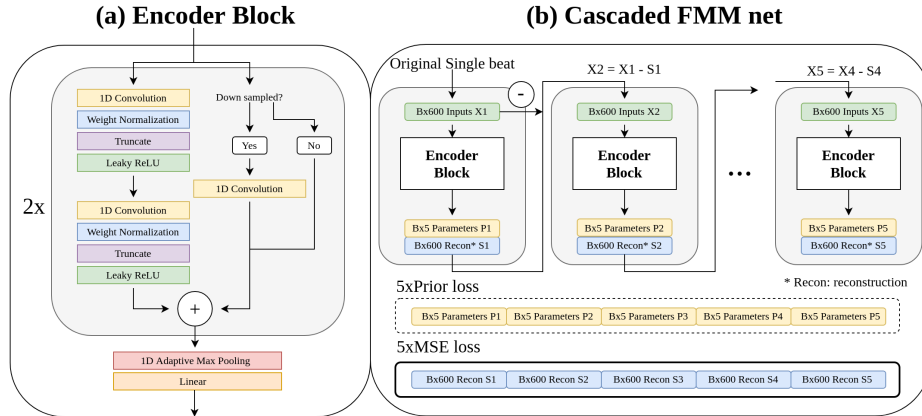 (a) Encoder Block
2x
1D Convolution
Weight Normalization
Truncate
Leaky ReLU
1D Convolution
Weight Normalization
Truncate
Leaky ReLU
Down sampled?
Yes
No
1D Convolution
+
1D Adaptive Max Pooling
Linear
(b) Cascaded FMM net
Original Single beat
-
X2 = X1 - S1
X5 = X4 - S4
Bx600 Inputs X1
Encoder
Block
Bx5 Parameters P1
Bx600 Recon* S1
Bx600 Inputs X2
Encoder
Block
Bx5 Parameters P2
Bx600 Recon* S2
...
Bx600 Inputs X5
Encoder
Block
Bx5 Parameters P5
Bx600 Recon* S5
* Recon: reconstruction
5xPrior loss
Bx5 Parameters P1 Bx5 Parameters P2 Bx5 Parameters P3 Bx5 Parameters P4 Bx5 Parameters P5
5xMSE loss
Bx600 Recon S1 Bx600 Recon S2 Bx600 Recon S3 Bx600 Recon S4 Bx600 Recon S5